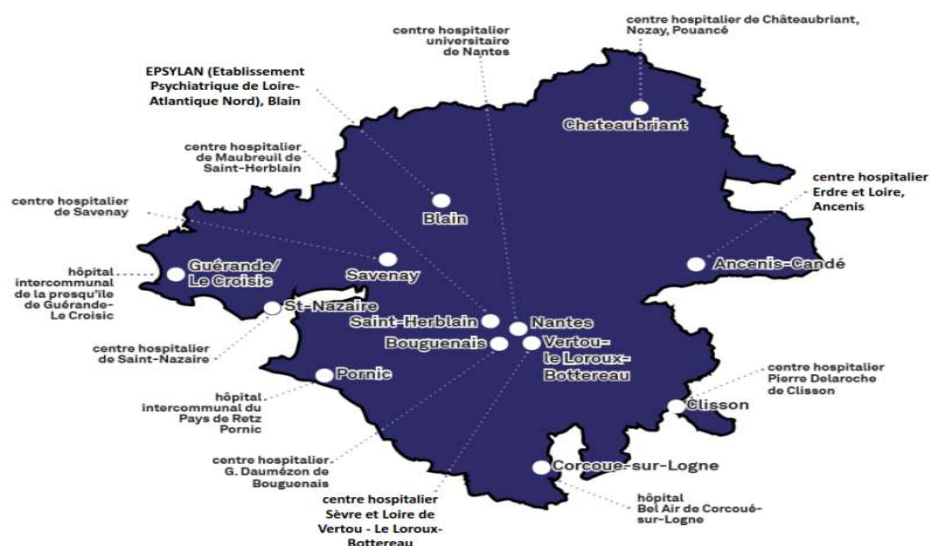 centre hospitalier
universitaire
de Nantes
centre hospitalier de Châteaubriant,
Nozay, Pouancé
EPSYLAN (Etablissement
Psychiatrique de Loire-
Atlantique Nord), Blain
Chateaubriant
centre hospitalier
de Maubreuil de
Saint-Herblain
centre hospitalier
Erdre et Loire,
Ancenis
centre hospitalier
de Savenay
Blain
hôpital
intercommunal
de la presqu'île
de Guérande-
Le Croisic
Guérande/
Le Croisic
Savenay
Ancenis-Candé
St-Nazaire
centre hospitalier
de Saint-Nazaire
Saint-Herblain
Nantes
Bouguenais
Vertou-
le Loroux-
Bottereau
Pornic
hôpital
intercommunal du
Pays de Retz
Pornic
centre hospitalier
Pierre Delaroche
de Clisson
Clisson
centre hospitalier
G. Daumézon de
Bouguenais
Corcoue-sur-Logne
centre hospitalier
Sèvre et Loire de
Vertou - Le Loroux-
Bottereau
hôpital
Bel Air de Corcoué-
sur-Logne